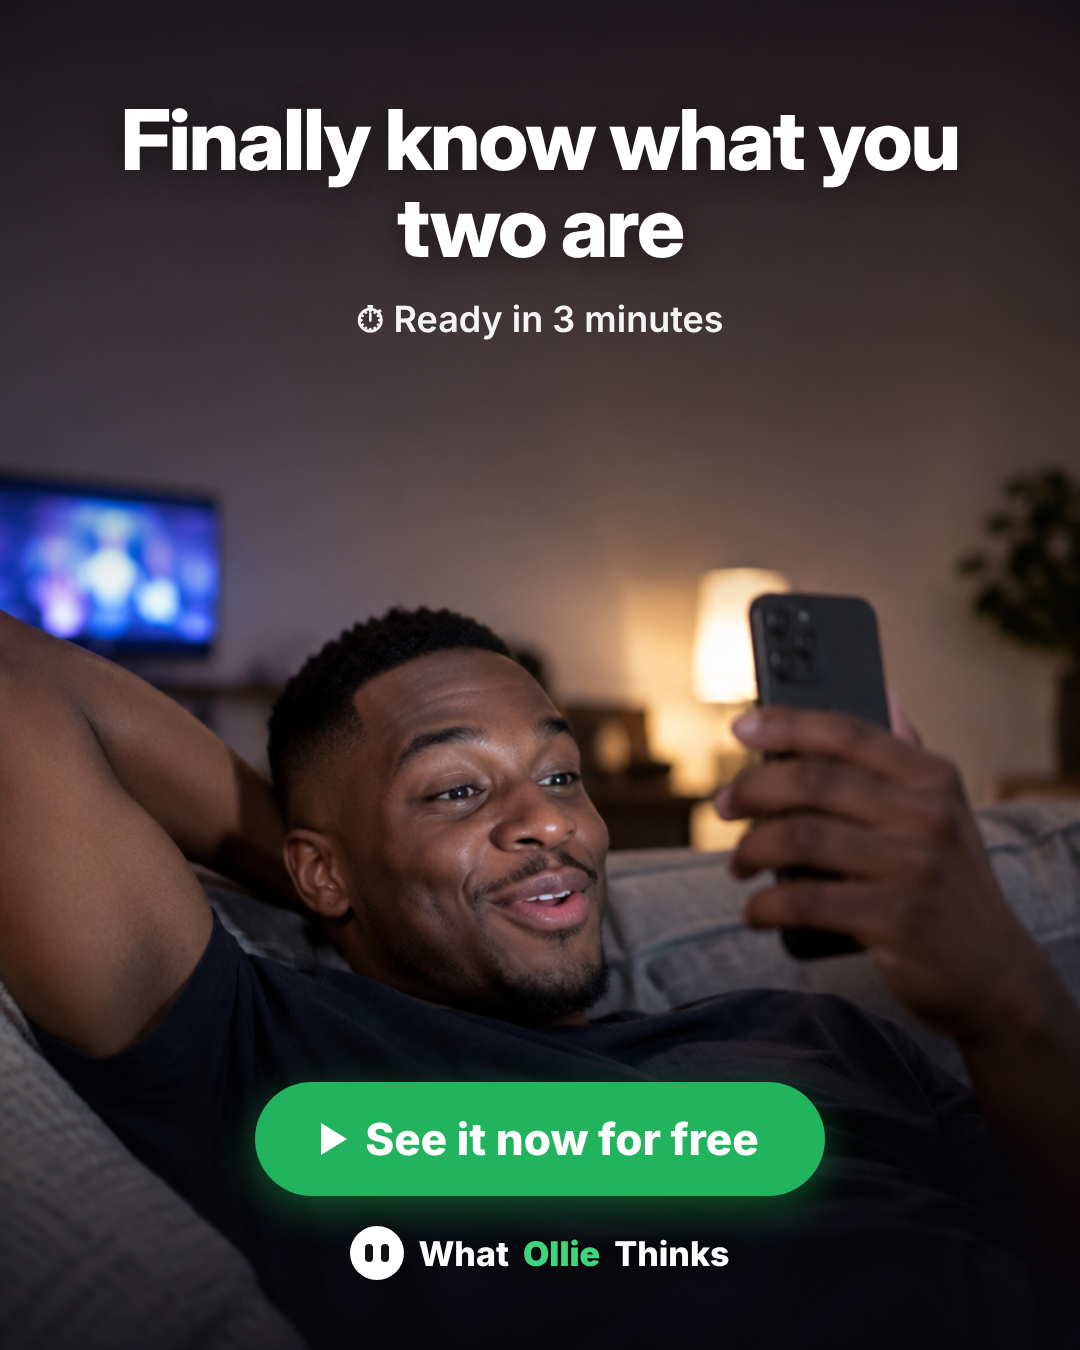 Finally know what you
two are
⏱ Ready in 3 minutes
▶ See it now for free
What Ollie Thinks